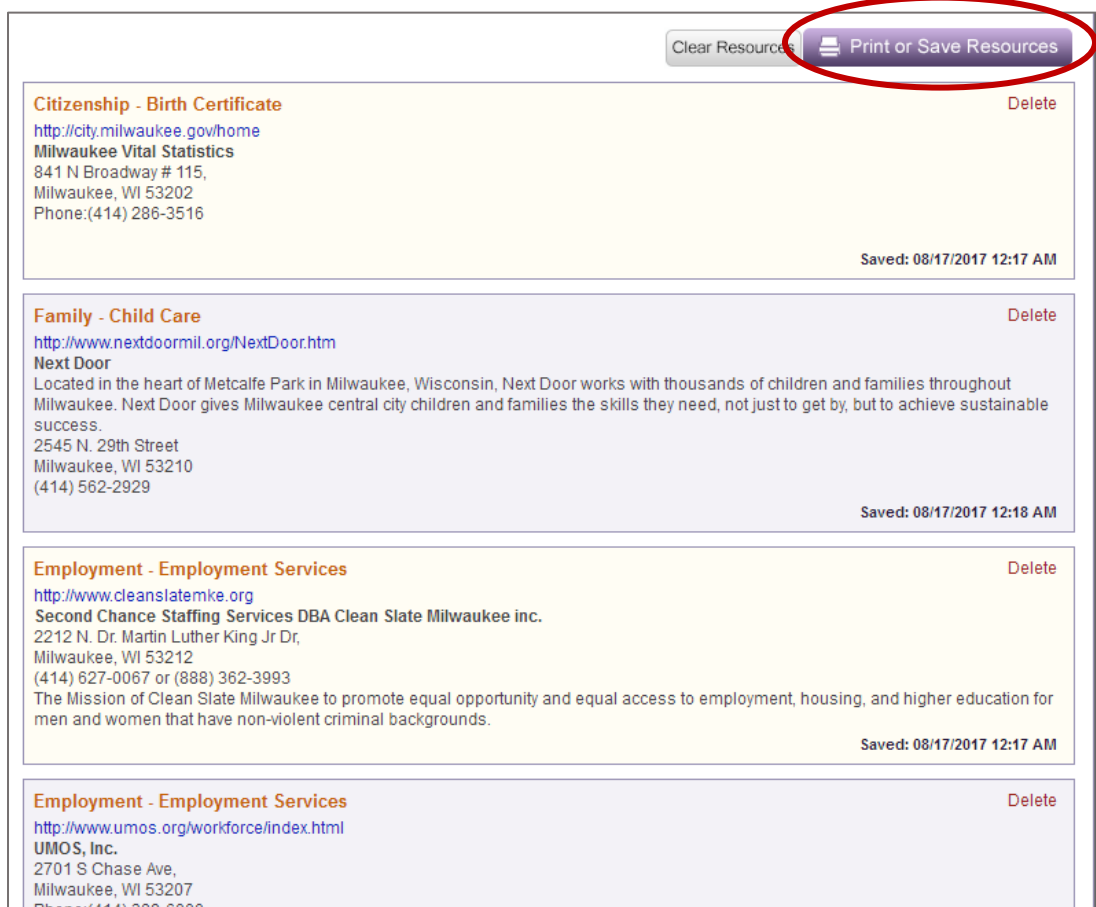 Clear Resources Print or Save Resources
Citizenship - Birth Certificate Delete
http://city.milwaukee.gov/home
Milwaukee Vital Statistics
841 N Broadway # 115,
Milwaukee, WI 53202
Phone:(414) 286-3516
Saved: 08/17/2017 12:17 AM
Family - Child Care Delete
http://www.nextdoormil.org/NextDoor.htm
Next Door
Located in the heart of Metcalfe Park in Milwaukee, Wisconsin, Next Door works with thousands of children and families throughout
Milwaukee. Next Door gives Milwaukee central city children and families the skills they need, not just to get by, but to achieve sustainable
success.
2545 N. 29th Street
Milwaukee, WI 53210
(414) 562-2929
Saved: 08/17/2017 12:18 AM
Employment - Employment Services Delete
http://www.cleanslatemke.org
Second Chance Staffing Services DBA Clean Slate Milwaukee inc.
2212 N. Dr. Martin Luther King Jr Dr,
Milwaukee, WI 53212
(414) 627-0067 or (888) 362-3993
The Mission of Clean Slate Milwaukee to promote equal opportunity and equal access to employment, housing, and higher education for
men and women that have non-violent criminal backgrounds.
Saved: 08/17/2017 12:17 AM
Employment - Employment Services Delete
http://www.umos.org/workforce/index.html
UMOS, Inc.
2701 S Chase Ave,
Milwaukee, WI 53207